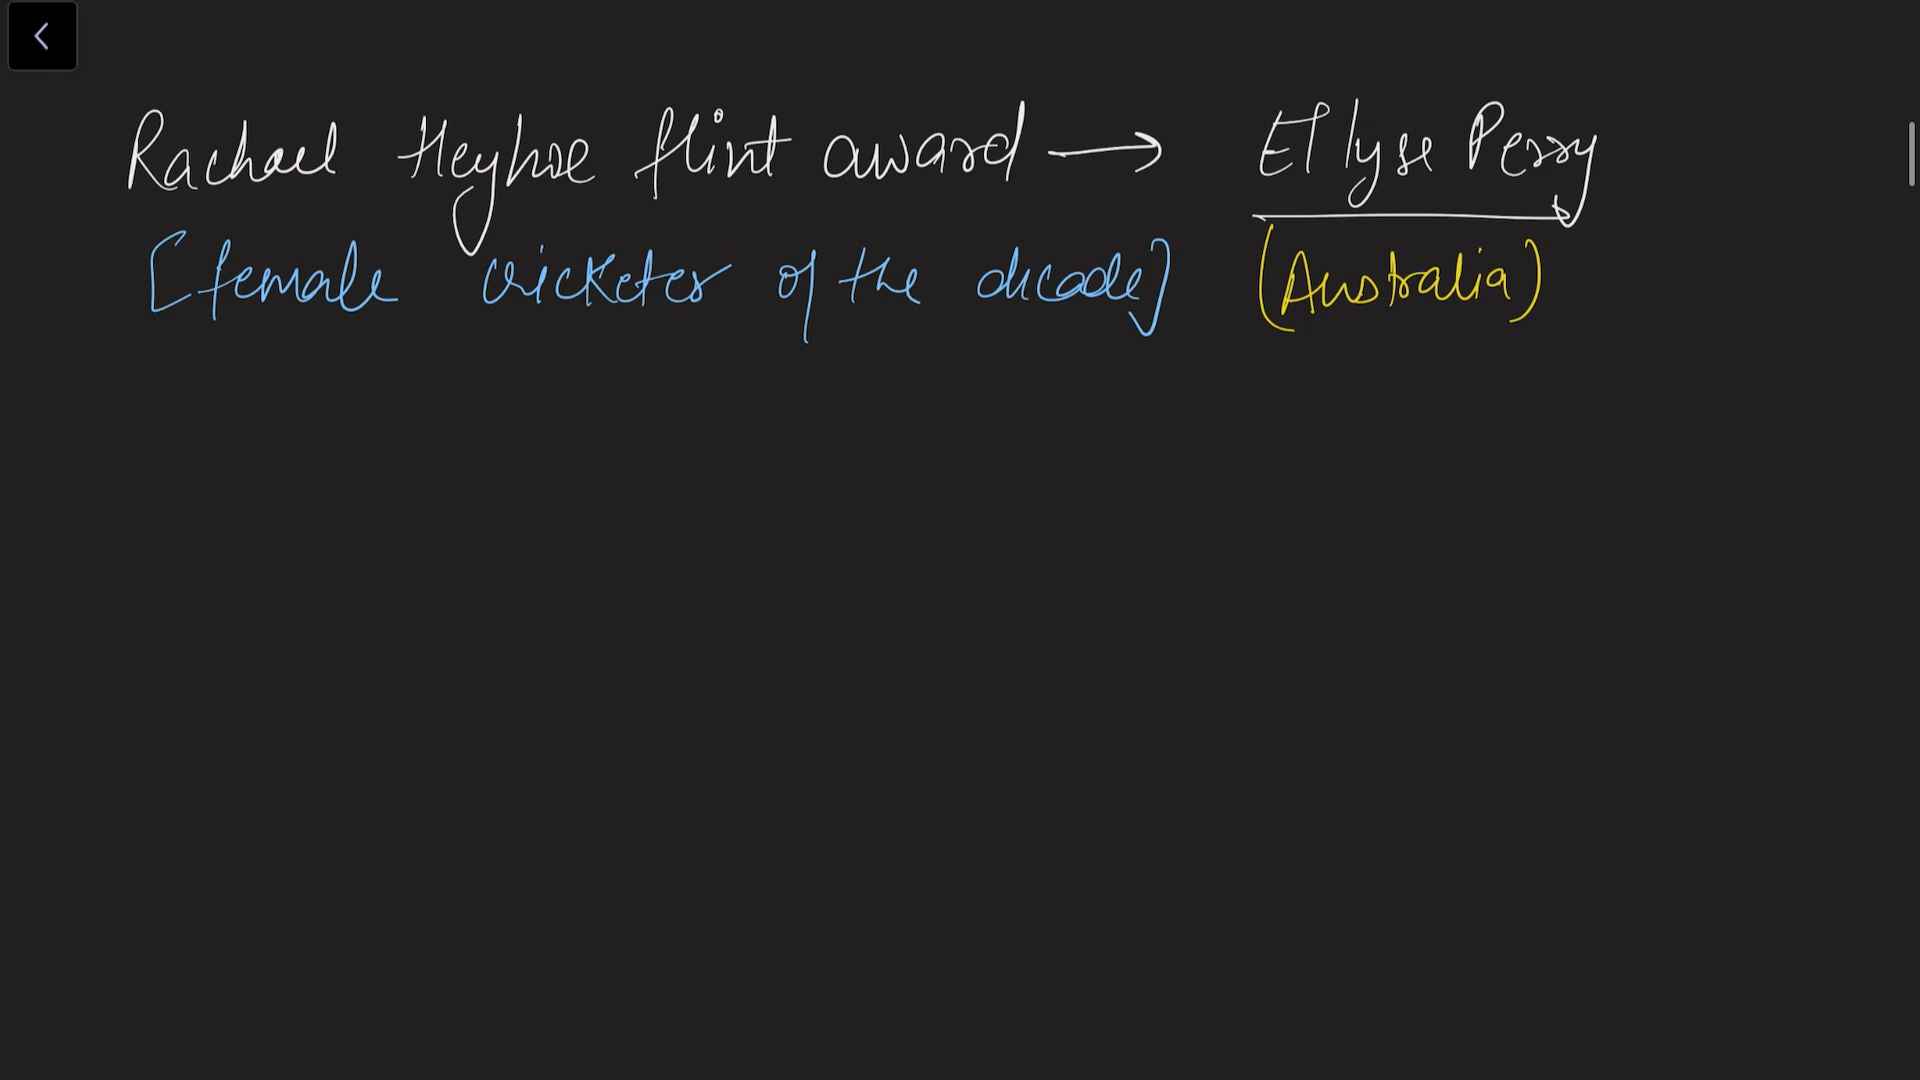 Rachael Heyhoe flint award → Ellyse Perry
[female cricketer of the decade] (Australia)